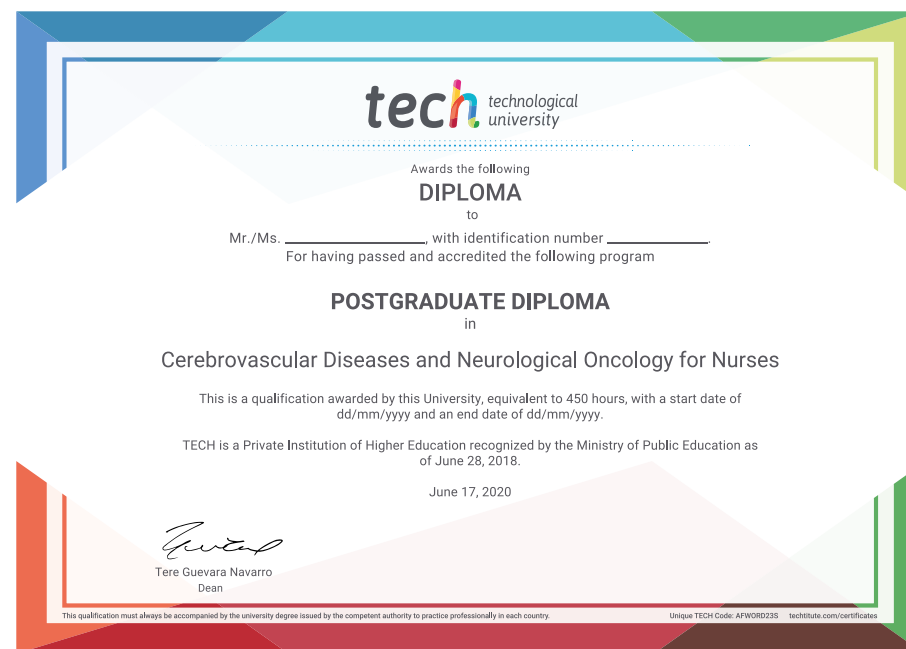 tech technological
university
Awards the following
DIPLOMA
to
Mr./Ms. ____________________, with identification number ______________.
For having passed and accredited the following program
POSTGRADUATE DIPLOMA
in
Cerebrovascular Diseases and Neurological Oncology for Nurses
This is a qualification awarded by this University, equivalent to 450 hours, with a start date of
dd/mm/yyyy and an end date of dd/mm/yyyy.
TECH is a Private Institution of Higher Education recognized by the Ministry of Public Education as
of June 28, 2018.
June 17, 2020
Tere Guevara Navarro
Dean
This qualification must always be accompanied by the university degree issued by the competent authority to practice professionally in each country.
Unique TECH Code: AFWORD23S techtitute.com/certificates